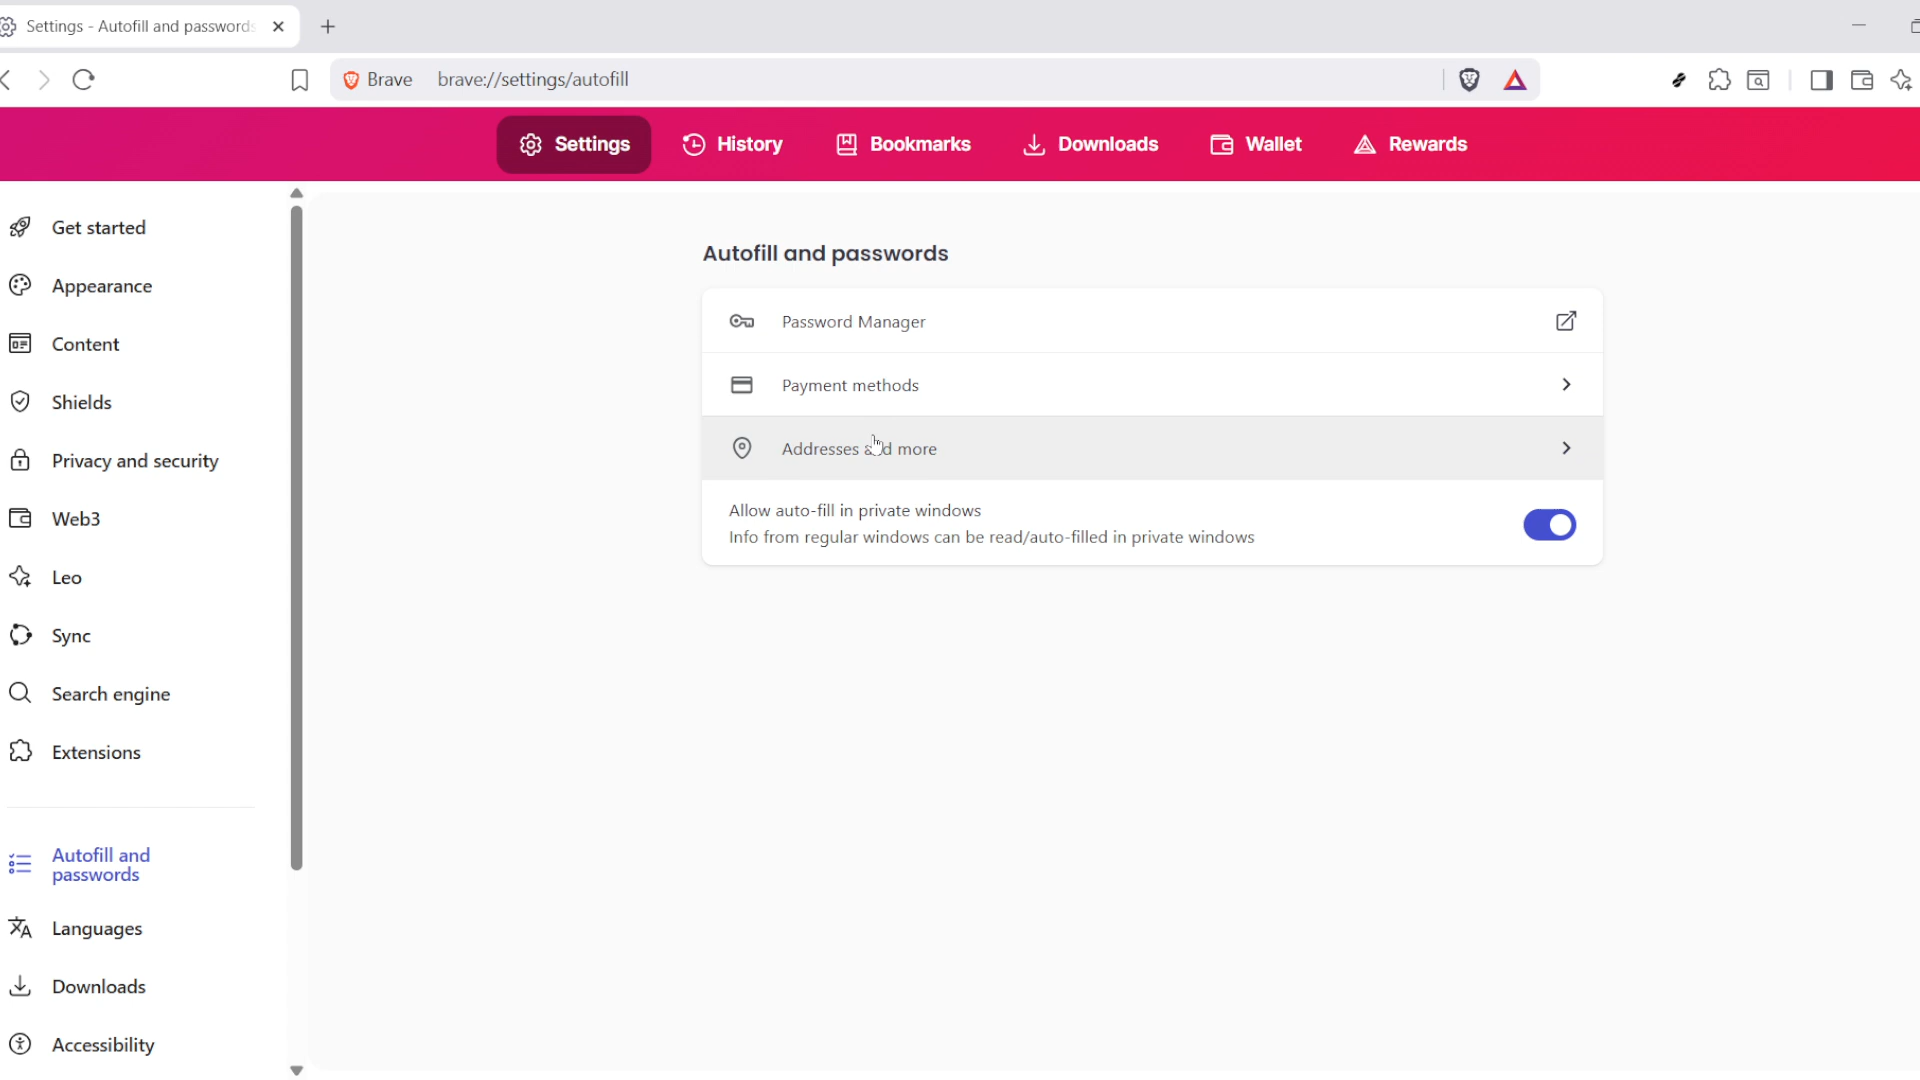 Settings - Autofill and passwords
Brave brave://settings/autofill
Settings History Bookmarks Downloads Wallet Rewards
Get started
Appearance
Content
Shields
Privacy and security
Web3
Leo
Sync
Search engine
Extensions
Autofill and
passwords
Languages
Downloads
Accessibility
Autofill and passwords
Password Manager
Payment methods
Addresses and more
Allow auto-fill in private windows
Info from regular windows can be read/auto-filled in private windows